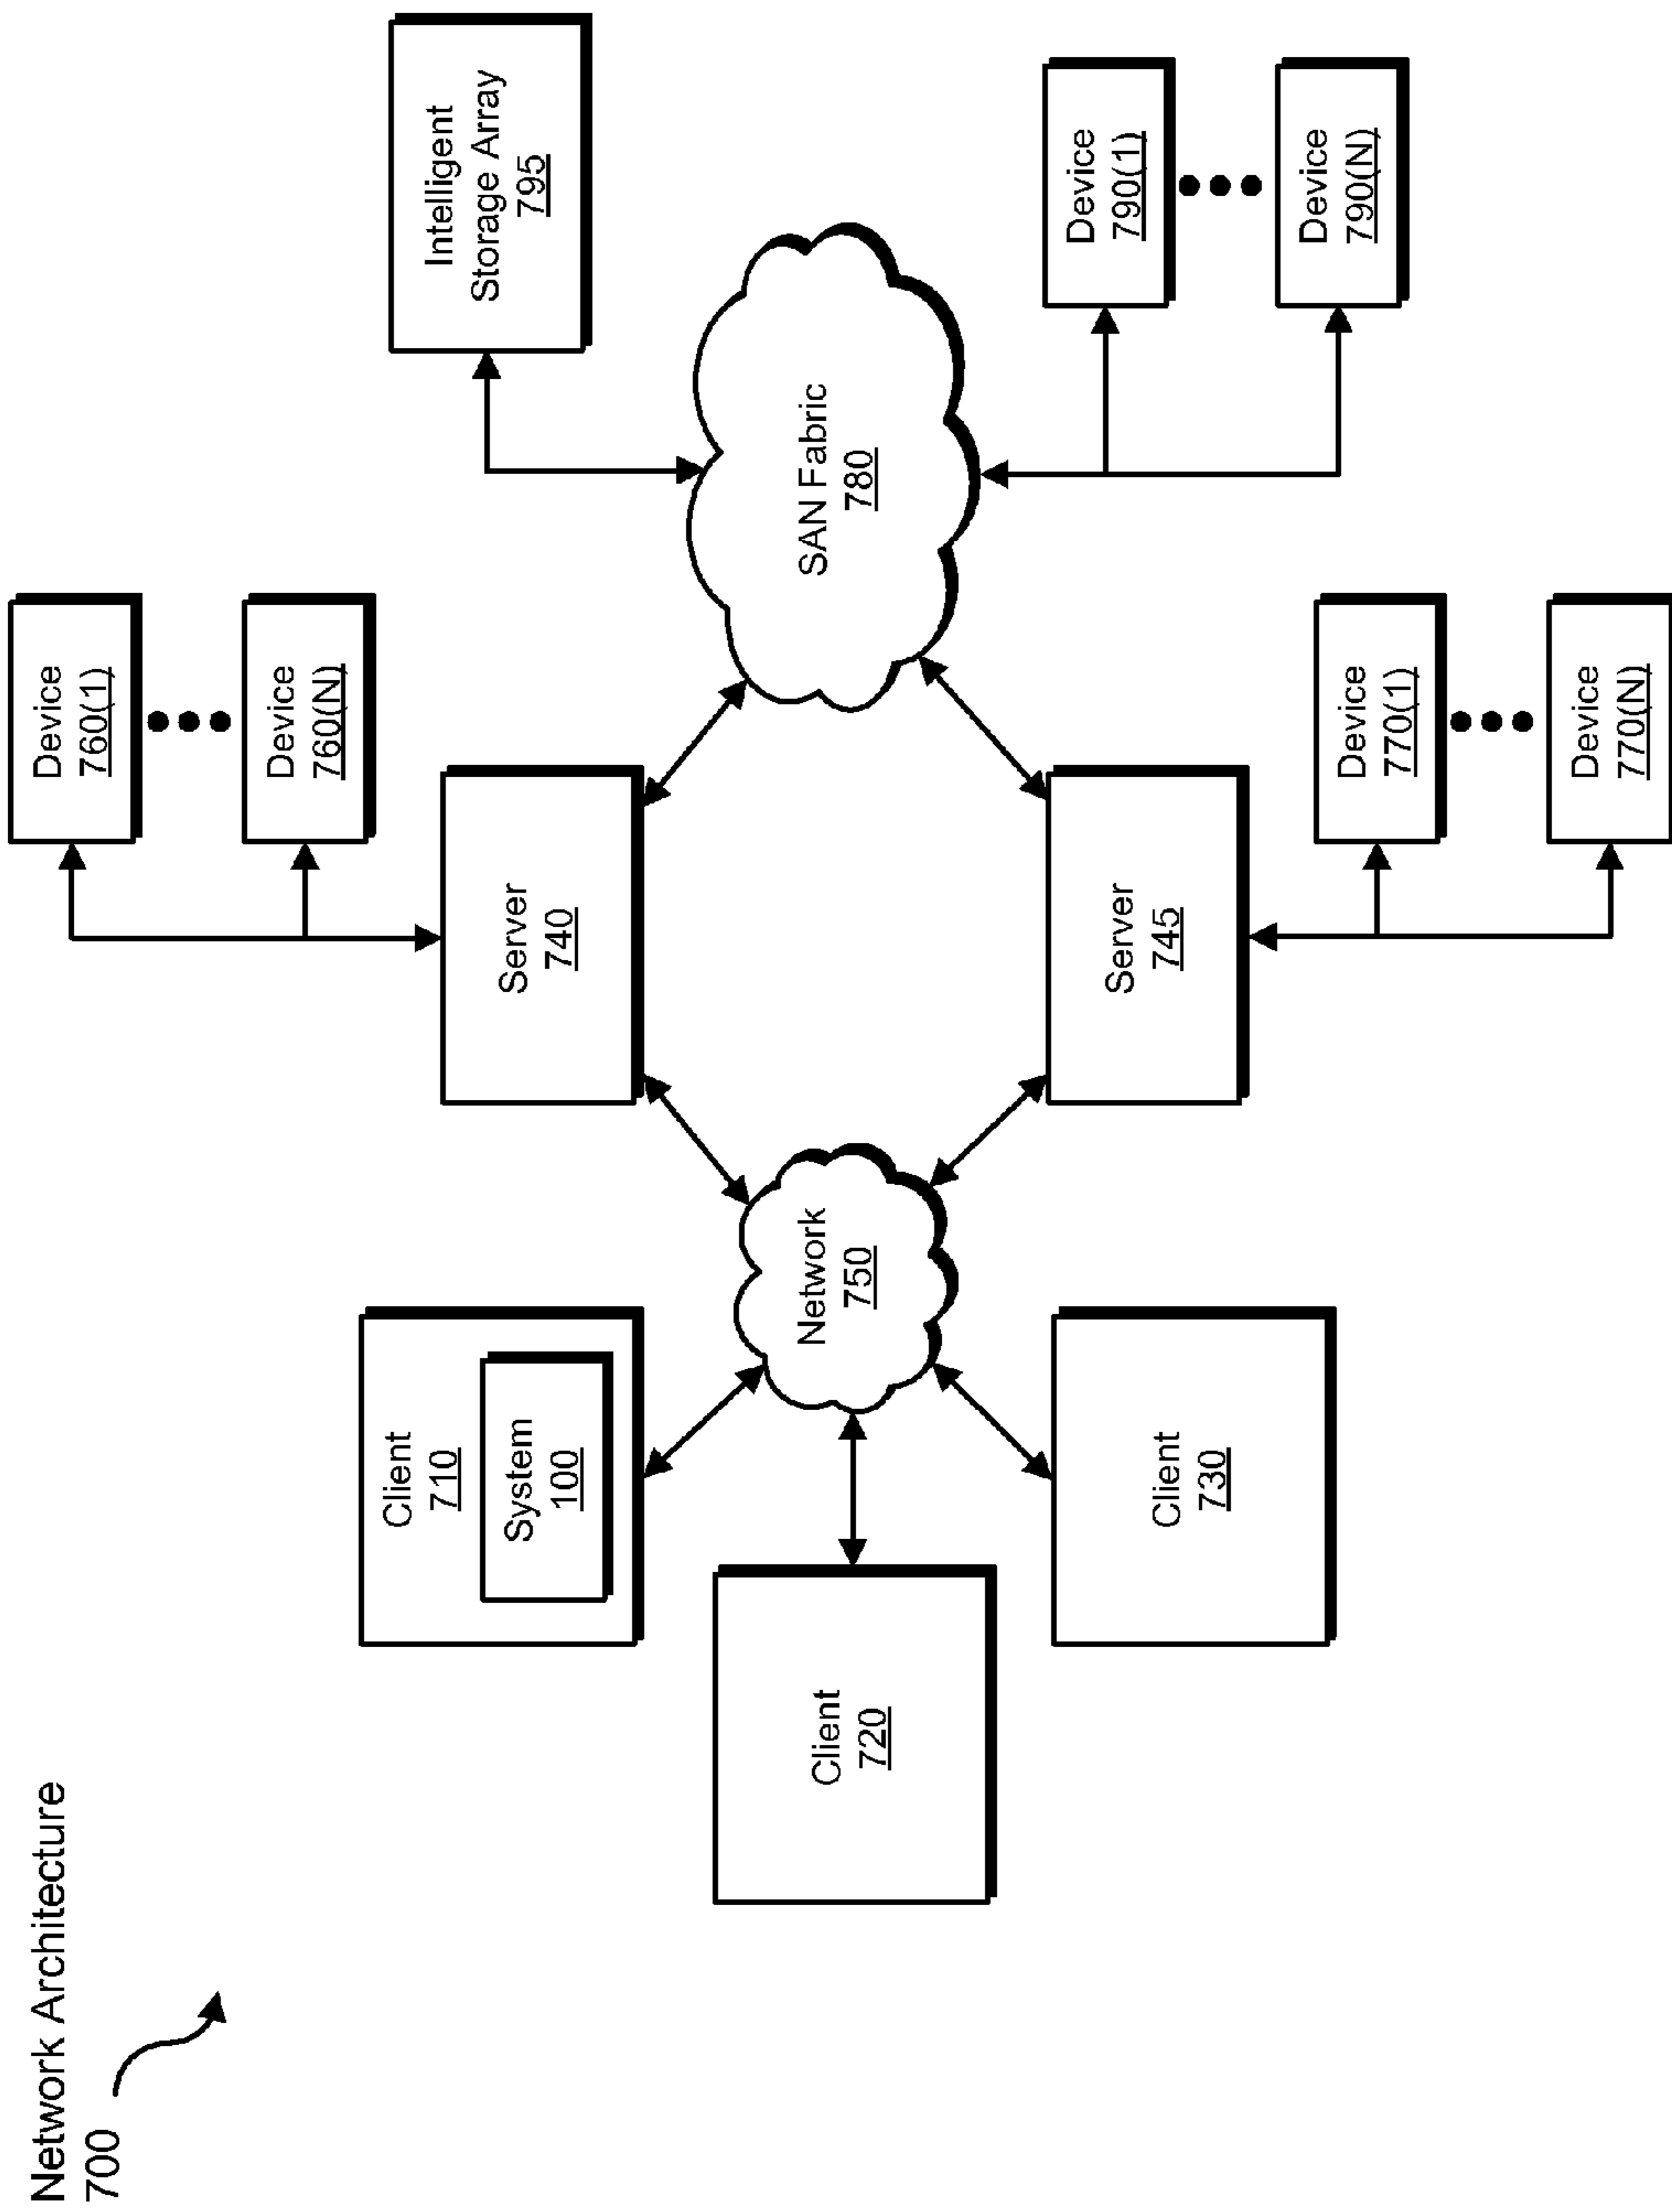 Network Architecture
700
Client
710
System
100
Client
720
Client
730
Network
750
Server
740
Server
745
Device
760(1)
Device
760(N)
Device
770(1)
Device
770(N)
SAN Fabric
780
Intelligent
Storage Array
795
Device
790(1)
Device
790(N)